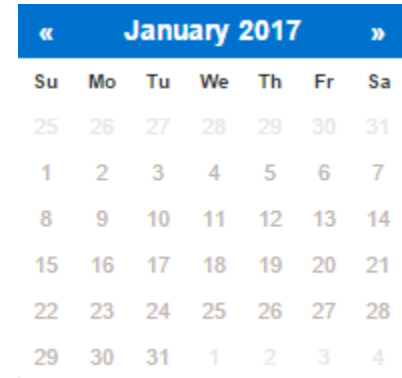 « January 2017 »
Su Mo Tu We Th Fr Sa
25 26 27 28 29 30 31
1 2 3 4 5 6 7
8 9 10 11 12 13 14
15 16 17 18 19 20 21
22 23 24 25 26 27 28
29 30 31 1 2 3 4